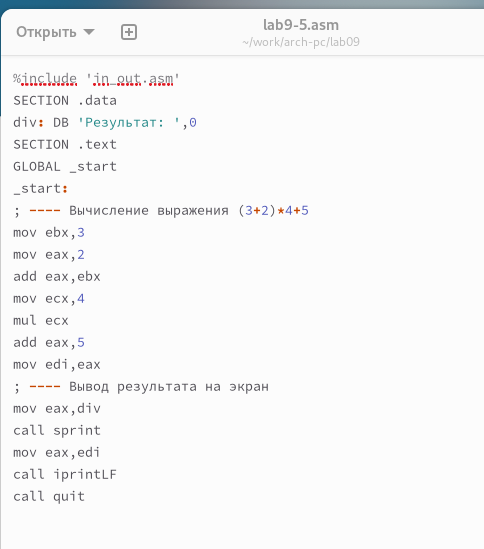 Открыть
lab9-5.asm
~/work/arch-pc/lab09
%include 'in_out.asm'
SECTION .data
div: DB 'Результат: ',0
SECTION .text
GLOBAL _start
_start:
; ---- Вычисление выражения (3+2)*4+5
mov ebx,3
mov eax,2
add eax,ebx
mov ecx,4
mul ecx
add eax,5
mov edi,eax
; ---- Вывод результата на экран
mov eax,div
call sprint
mov eax,edi
call iprintLF
call quit